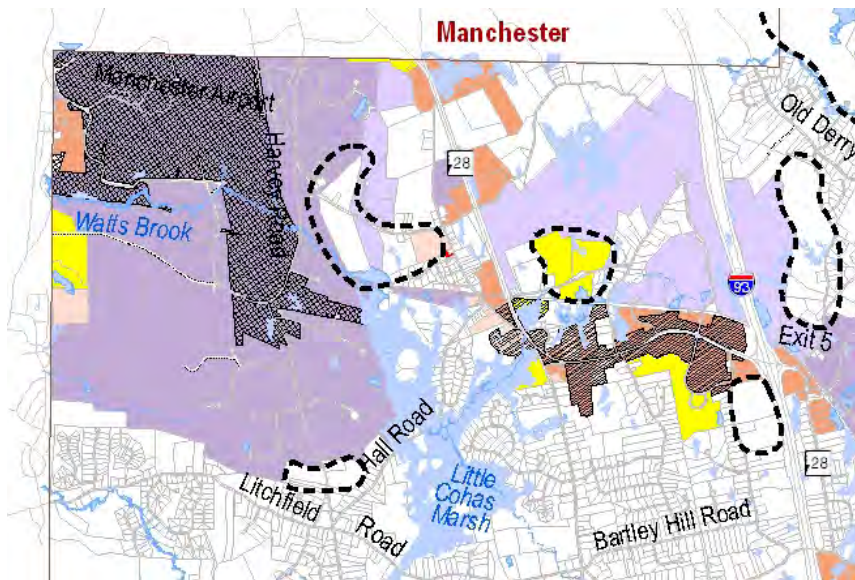 Manchester
Manchester Airport
Harvey Road
Old Derry
28
Watts Brook
93
Exit 5
Hall Road
Litchfield
Road
Little
Cohas
Marsh
28
Bartley Hill Road